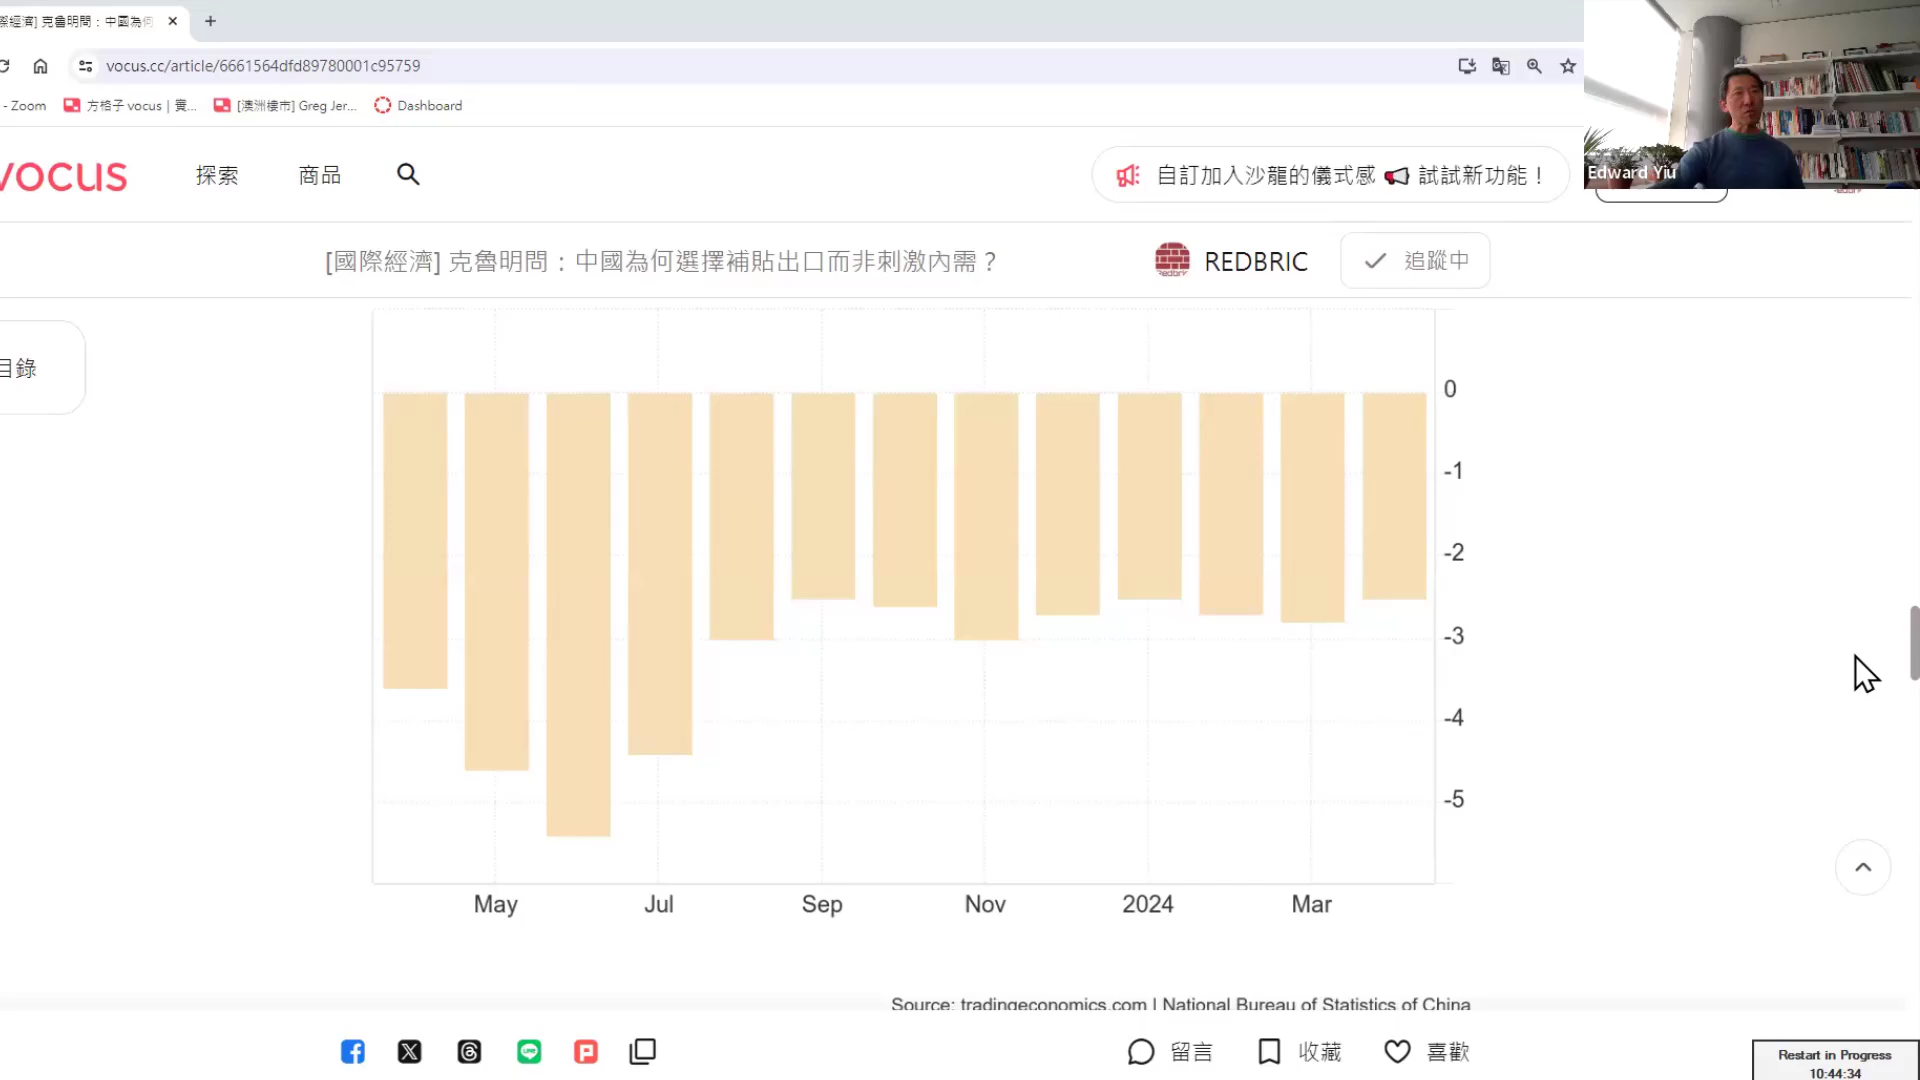 際經濟] 克魯明問：中國為何
vocus.cc/article/6661564dfd89780001c95759
- Zoom
方格子 vocus｜實...
[澳洲樓市] Greg Jer...
Dashboard
vocus
探索
商品
自訂加入沙龍的儀式感 📢 試試新功能！
Edward Yiu
[國際經濟] 克魯明問：中國為何選擇補貼出口而非刺激內需？
REDBRIC
追蹤中
目錄
0
-1
-2
-3
-4
-5
May
Jul
Sep
Nov
2024
Mar
Source: tradingeconomics.com | National Bureau of Statistics of China
留言
收藏
喜歡
Restart in Progress
10:44:34